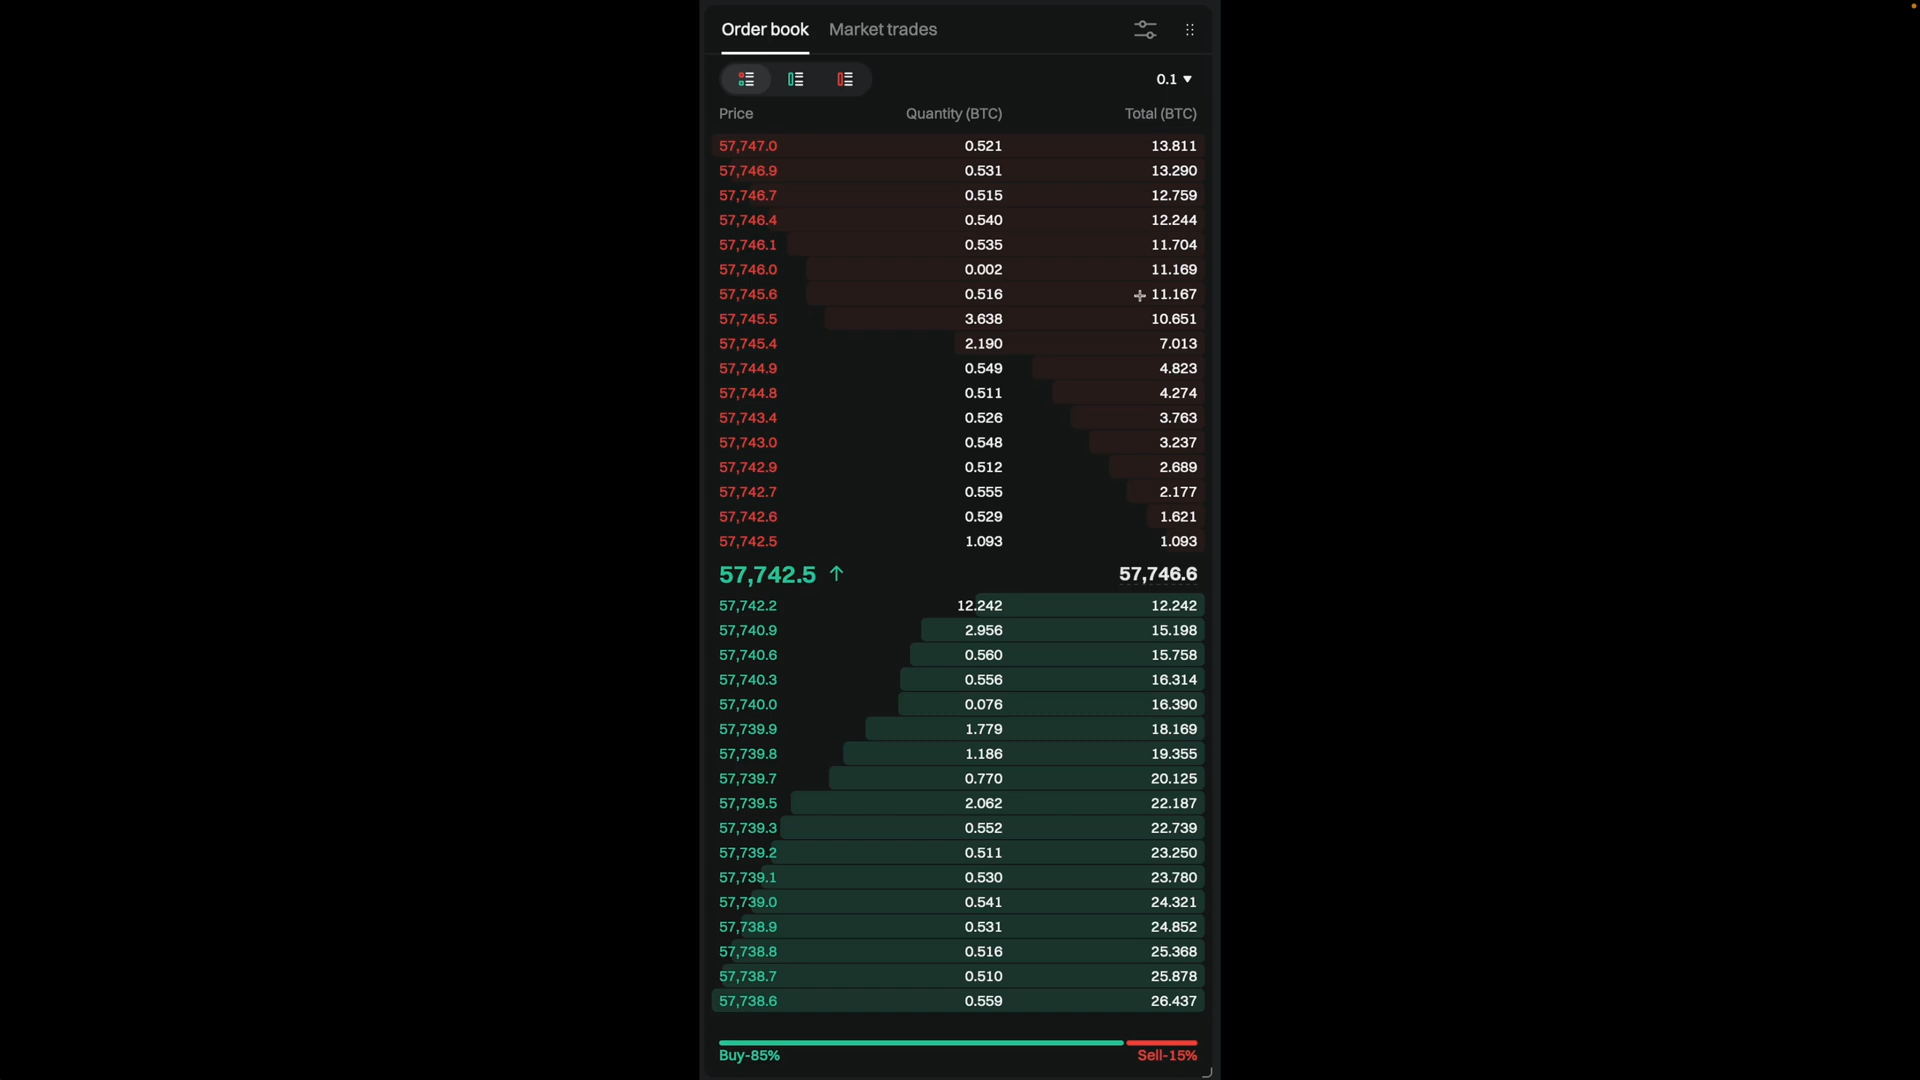 Order book Market trades
0.1
Price Quantity (BTC) Total (BTC)
57,747.0 0.521 13.811
57,746.9 0.531 13.290
57,746.7 0.515 12.759
57,746.4 0.540 12.244
57,746.1 0.535 11.704
57,746.0 0.002 11.169
57,745.6 0.516 11.167
57,745.5 3.638 10.651
57,745.4 2.190 7.013
57,744.9 0.549 4.823
57,744.8 0.511 4.274
57,743.4 0.526 3.763
57,743.0 0.548 3.237
57,742.9 0.512 2.689
57,742.7 0.555 2.177
57,742.6 0.529 1.621
57,742.5 1.093 1.093
57,742.5 ↑ 57,746.6
57,742.2 12.242 12.242
57,740.9 2.956 15.198
57,740.6 0.560 15.758
57,740.3 0.556 16.314
57,740.0 0.076 16.390
57,739.9 1.779 18.169
57,739.8 1.186 19.355
57,739.7 0.770 20.125
57,739.5 2.062 22.187
57,739.3 0.552 22.739
57,739.2 0.511 23.250
57,739.1 0.530 23.780
57,739.0 0.541 24.321
57,738.9 0.531 24.852
57,738.8 0.516 25.368
57,738.7 0.510 25.878
57,738.6 0.559 26.437
Buy-85% Sell-15%